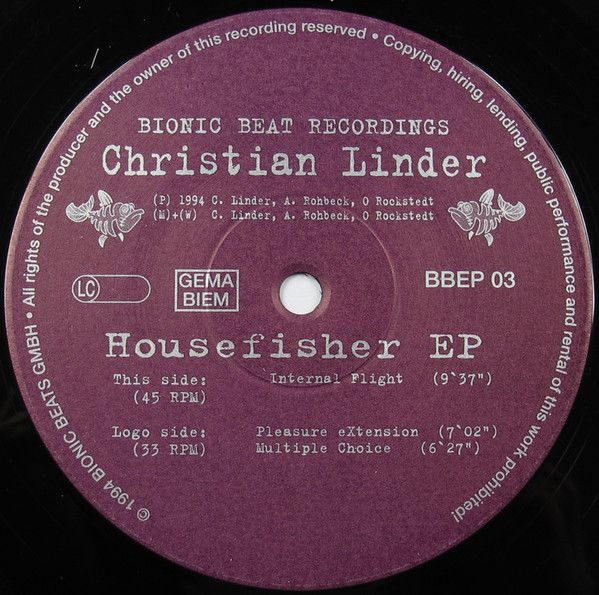 © 1994 BIONIC BEATS GMBH • All rights of the producer and the owner of this recording reserved • Copying, hiring, lending, public performance and rental of this work prohibited!
BIONIC BEAT RECORDINGS
Christian Linder
(P) 1994 C. Linder, A. Rohbeck, O Rockstedt
(M)+(W) C. Linder, A. Rohbeck, O Rockstedt
LC
GEMA
BIEM
BBEP 03
Housefisher EP
This side: Internal Flight (9`37")
(45 RPM)
Logo side: Pleasure eXtension (7`02")
(33 RPM) Multiple Choice (6`27")